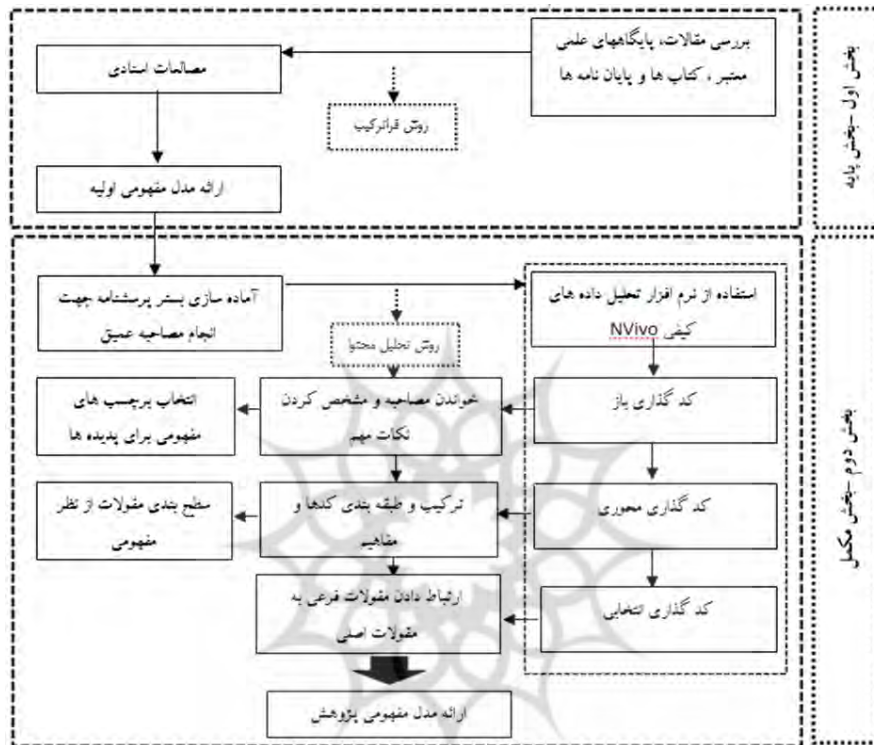 بررسی مقالات، پایگاههای علمی
معتبر ، کتاب ها و پایان نامه ها
مصالعات اسنادی
روش فراترکیب
ارائه مدل مفهومی اولیه
بخش اول -بخش پایه
آماده سازی بستر پرسشنامه جهت
انجام مصاحبه عمیق
استفاده از نرم افزار تحلیل داده های
کیفی NVivo
روش تحلیل محتوا
کد گذاری باز
خواندن مصاحبه و مشخص کردن
نکات مهم
انتخاب برچسب های
مفهومی برای پدیده ها
کد گذاری محوری
ترکیب و طبقه بندی کدها و
مفاهیم
سطح بندی مقولات از نظر
مفهومی
کد گذاری انتخابی
ارتباط دادن مقولات فرعی به
مقولات اصلی
ارائه مدل مفهومی پژوهش
بخش دوم -بخش مکمل